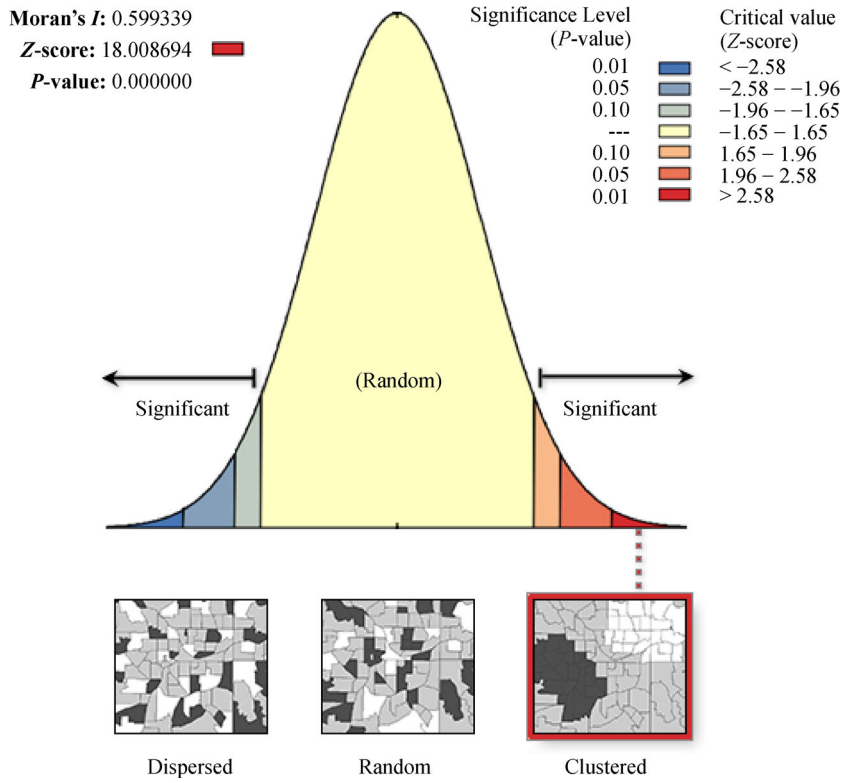 Moran's I: 0.599339
Z-score: 18.008694
P-value: 0.000000
Significance Level
(P-value)
Critical value
(Z-score)
0.01 < −2.58
0.05 −2.58 – −1.96
0.10 −1.96 – −1.65
--- −1.65 – 1.65
0.10 1.65 – 1.96
0.05 1.96 – 2.58
0.01 > 2.58
(Random)
Significant
Significant
Dispersed
Random
Clustered